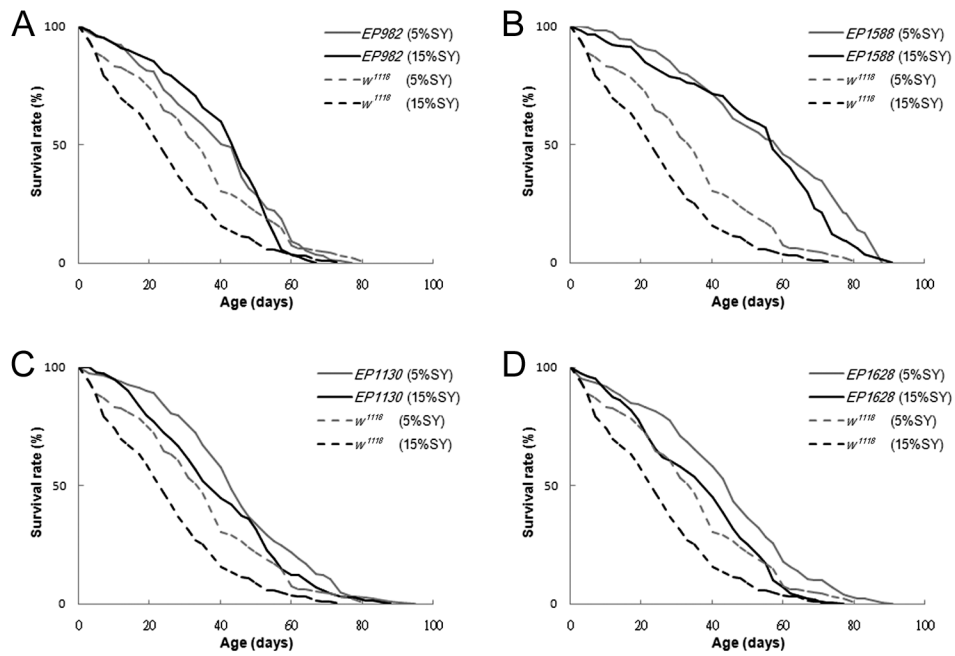 A
100
50
0
Survival rate (%)
0 20 40 60 80 100
Age (days)
EP982 (5%SY)
EP982 (15%SY)
w1118 (5%SY)
w1118 (15%SY)
B
100
50
0
Survival rate (%)
0 20 40 60 80 100
Age (days)
EP1588 (5%SY)
EP1588 (15%SY)
w1118 (5%SY)
w1118 (15%SY)
C
100
50
0
Survival rate (%)
0 20 40 60 80 100
Age (days)
EP1130 (5%SY)
EP1130 (15%SY)
w1118 (5%SY)
w1118 (15%SY)
D
100
50
0
Survival rate (%)
0 20 40 60 80 100
Age (days)
EP1628 (5%SY)
EP1628 (15%SY)
w1118 (5%SY)
w1118 (15%SY)